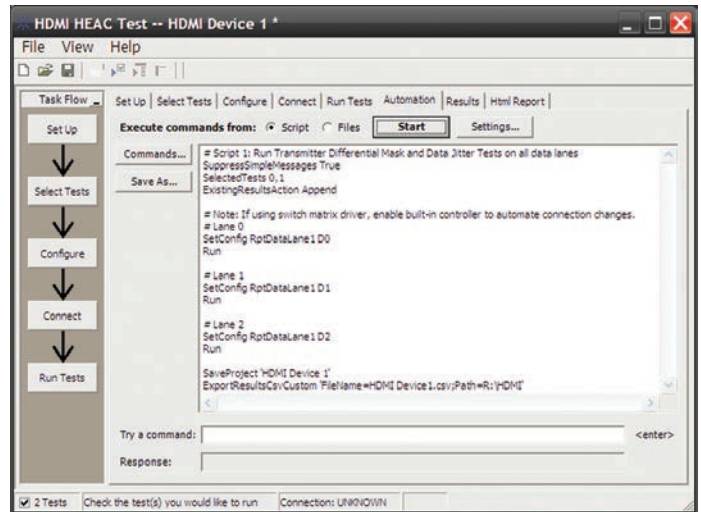 HDMI HEAC Test -- HDMI Device 1 *
File View Help
Task Flow
Set Up | Select Tests | Configure | Connect | Run Tests | Automation | Results | Html Report |
Set Up
Select Tests
Configure
Connect
Run Tests
Execute commands from: Script Files Start Settings...
Commands...
Save As...
# Script 1: Run Transmitter Differential Mask and Data Jitter Tests on all data lanes
SuppressSimpleMessages True
SelectedTests 0,1
ExistingResultsAction Append
# Note: If using switch matrix driver, enable built-in controller to automate connection changes.
# Lane 0
SetConfig RptDataLane1 D0
Run
# Lane 1
SetConfig RptDataLane1 D1
Run
# Lane 2
SetConfig RptDataLane1 D2
Run
SaveProject 'HDMI Device 1'
ExportResultsCsvCustom 'FileName=HDMI Device1.csv;Path=R:\HDMI'
Try a command: <enter>
Response:
2 Tests Check the test(s) you would like to run Connection: UNKNOWN